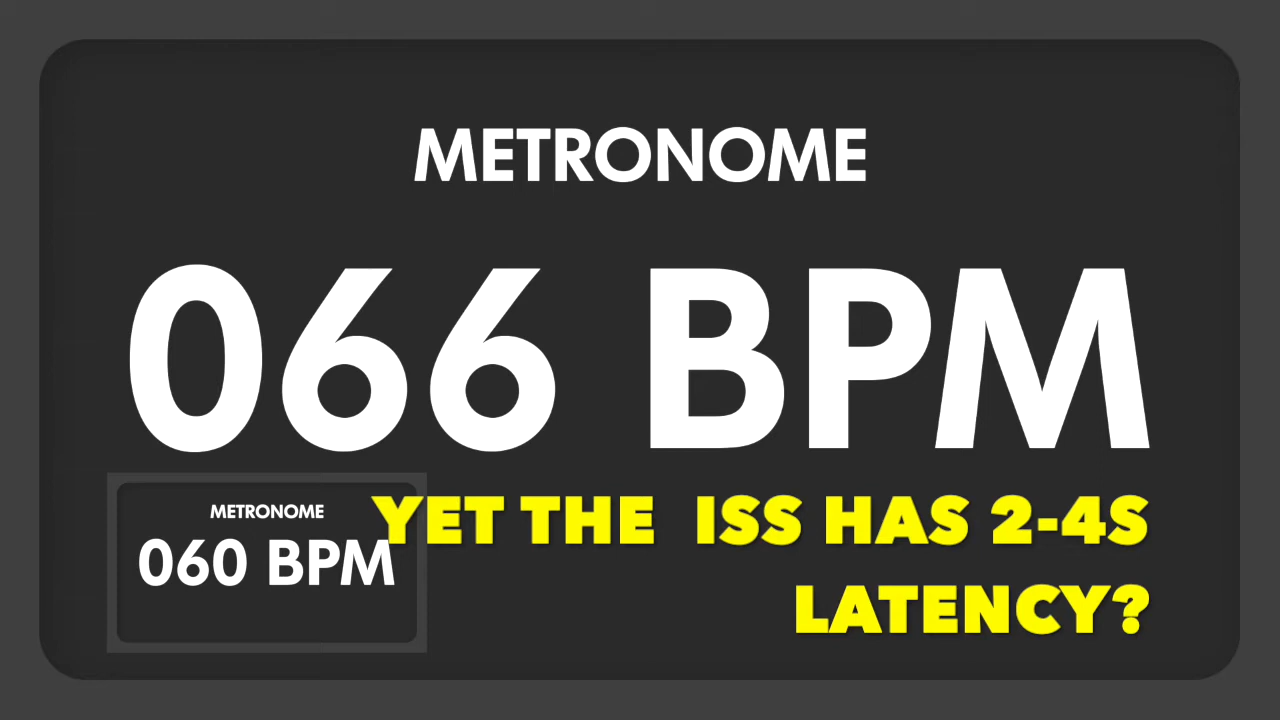 METRONOME
066 BPM
METRONOME
060 BPM
YET THE  ISS HAS 2-4S
LATENCY?